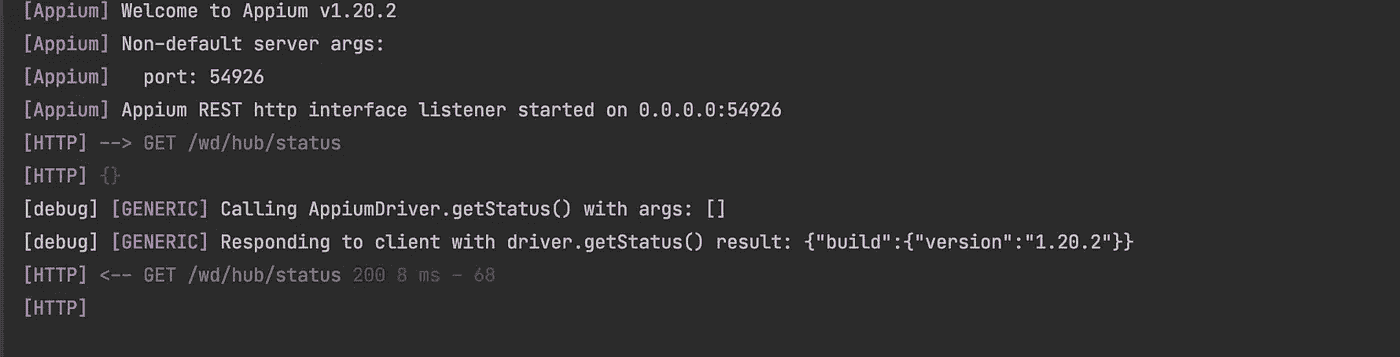 [Appium] Welcome to Appium v1.20.2
[Appium] Non-default server args:
[Appium]   port: 54926
[Appium] Appium REST http interface listener started on 0.0.0.0:54926
[HTTP] --> GET /wd/hub/status
[HTTP] {}
[debug] [GENERIC] Calling AppiumDriver.getStatus() with args: []
[debug] [GENERIC] Responding to client with driver.getStatus() result: {"build":{"version":"1.20.2"}}
[HTTP] <-- GET /wd/hub/status 200 8 ms - 68
[HTTP]